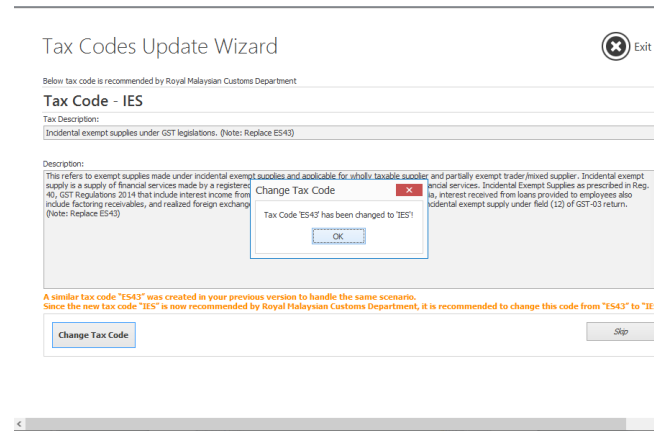 Tax Codes Update Wizard
Exit
Below tax code is recommended by Royal Malaysian Customs Department
Tax Code - IES
Tax Description:
Incidental exempt supplies under GST legislations. (Note: Replace ES43)
Description:
This refers to exempt supplies made under incidental exempt supplies and applicable for wholly taxable supplier and partially exempt trader/mixed supplier. Incidental exempt
supply is a supply of financial services made by a registered ancial services. Incidental Exempt Supplies as prescribed in Reg.
40, GST Regulations 2014 that include interest income from ia, interest received from loans provided to employees also
include factoring receivables, and realized foreign exchang cidental exempt supply under field (12) of GST-03 return.
(Note: Replace ES43)
Change Tax Code
Tax Code 'ES43' has been changed to 'IES'!
OK
A similar tax code "ES43" was created in your previous version to handle the same scenario.
Since the new tax code "IES" is now recommended by Royal Malaysian Customs Department, it is recommended to change this code from "ES43" to "IE
Change Tax Code
Skip